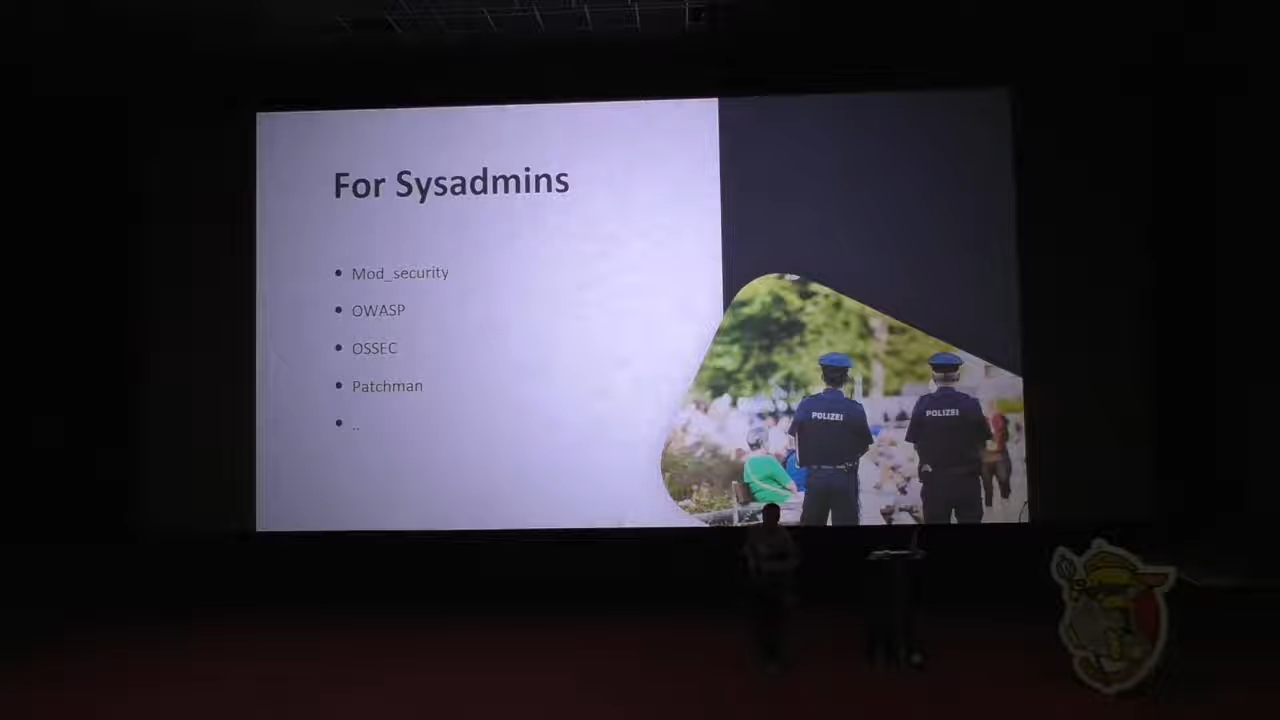 For Sysadmins
Mod_security
OWASP
OSSEC
Patchman
..
POLIZEI
POLIZEI